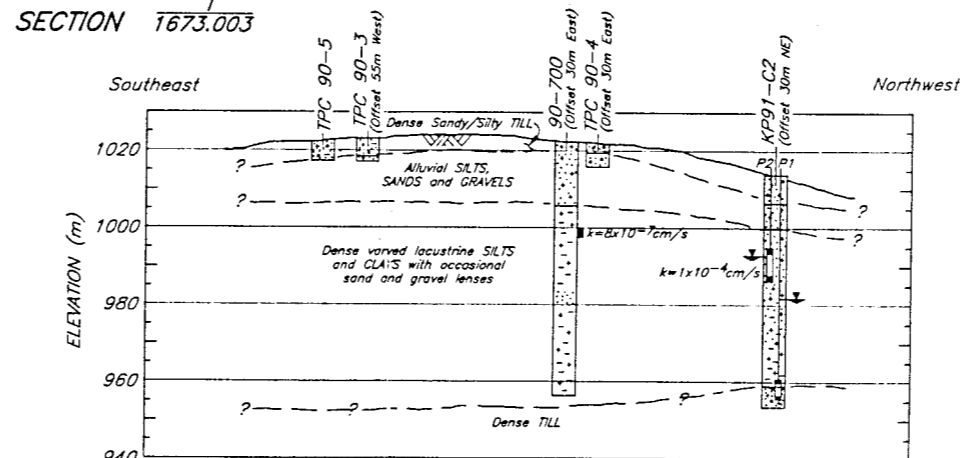 SECTION 1673.003
Southeast
Northwest
TPC 90-5
TPC 90-3
(Offset 55m West)
90-700
(Offset 30m East)
TPC 90-4
(Offset 30m East)
KP91-C2
(Offset 30m NE)
Dense Sandy/Silty TILL
P2 P1
1020
?
Alluvial SILTS,
SANDS and GRAVELS
?
?
1000
k=8x10⁻⁷cm/s
?
Dense varved lacustrine SILTS
and CLAYS with occasional
sand and gravel lenses
k=1x10⁻⁴cm/s
ELEVATION (m)
980
960
? ? ?
Dense TILL
940